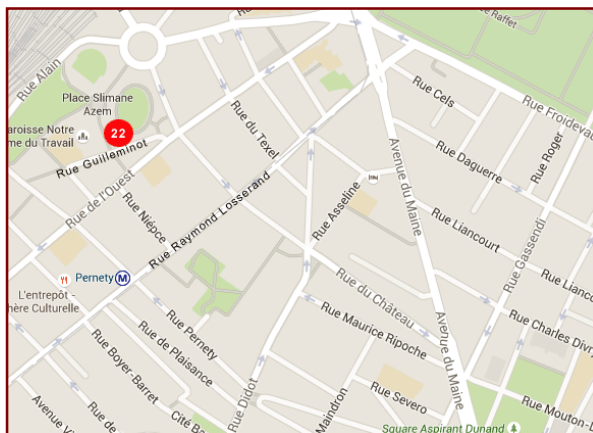 Rue Raffet
Rue Alain
Place Slimane
Azem
22
aroisse Notre
me du Travail
Rue Guilleminot
Rue de l'Ouest
Rue Niépce
Rue du Texel
Rue Raymond Losserand
Rue Cels
Rue Froidevau
Rue Daguerre
Rue Roger
Avenue du Maine
Rue Asseline
Rue Liancourt
Rue Gassendi
Rue Lianco
Pernety
M
L'entrepôt -
hère Culturelle
Rue du Château
Rue Charles Divry
Rue Maurice Ripoche
Rue Pernety
Rue de Plaisance
Rue Boyer-Barret
Rue Didot
Avenue du Maine
Rue Severo
Rue Mouton-D
Maindron
Cité Ba
Rue de
Avenue V
Square Aspirant Dunand